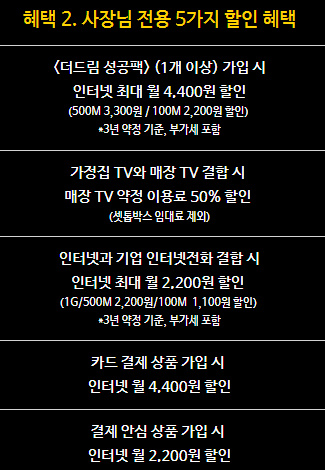 혜택 2. 사장님 전용 5가지 할인 혜택
<더드림 성공팩> (1개 이상) 가입 시
인터넷 최대 월 4,400원 할인
(500M 3,300원 / 100M 2,200원 할인)
*3년 약정 기준, 부가세 포함
가정집 TV와 매장 TV 결합 시
매장 TV 약정 이용료 50% 할인
(셋톱박스 임대료 제외)
인터넷과 기업 인터넷전화 결합 시
인터넷 최대 월 2,200원 할인
(1G/500M 2,200원/100M 1,100원 할인)
*3년 약정 기준, 부가세 포함
카드 결제 상품 가입 시
인터넷 월 4,400원 할인
결제 안심 상품 가입 시
인터넷 월 2,200원 할인